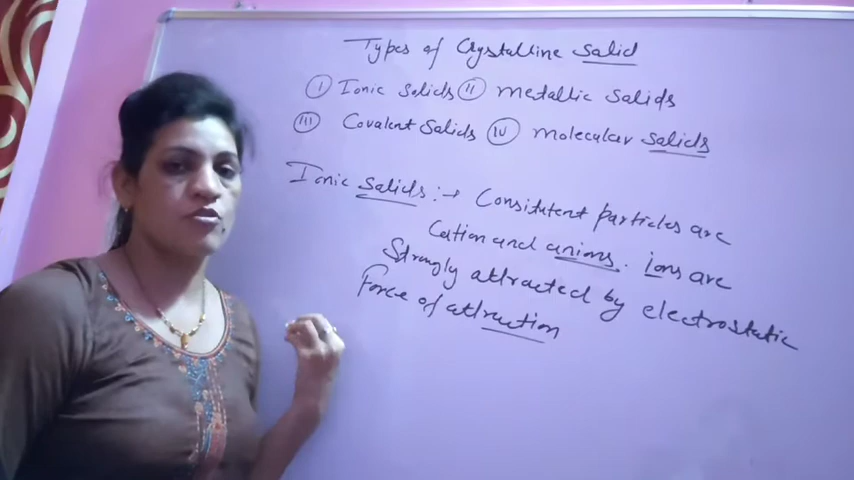 Types of Crystalline Solid
(I) Ionic Solids (II) Metallic Solids
(III) Covalent Solids (IV) Molecular Solids
Ionic Solids :→ Consitutent particles are
Cation and anions. ions are
Strongly attracted by electrostatic
Force of attraction